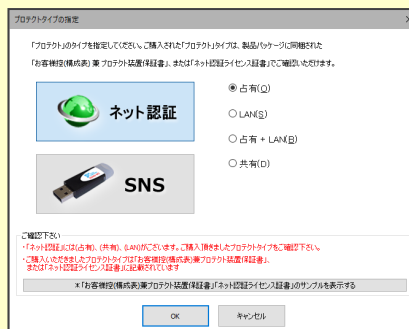 プロテクトタイプの指定
「プロテクト」のタイプを指定してください。ご購入された「プロテクト」タイプは、製品パッケージに同梱された
「お客様控(構成表) 兼 プロテクト装置保証書」、または「ネット認証ライセンス証書」でご確認いただけます。
ネット認証
占有(O)
LAN(S)
占有 + LAN(B)
共有(D)
SNS
ご確認下さい
・「ネット認証」には(占有)、(共有)、(LAN)がございます。ご購入頂きましたプロテクトタイプをご確認下さい。
・ご購入いただきましたプロテクトタイプは「お客様控(構成表)兼プロテクト装置保証書」、
または「ネット認証ライセンス証書」に記載されています
＊「お客様控(構成表)兼プロテクト装置保証書」「ネット認証ライセンス証書」のサンプルを表示する
OK
キャンセル